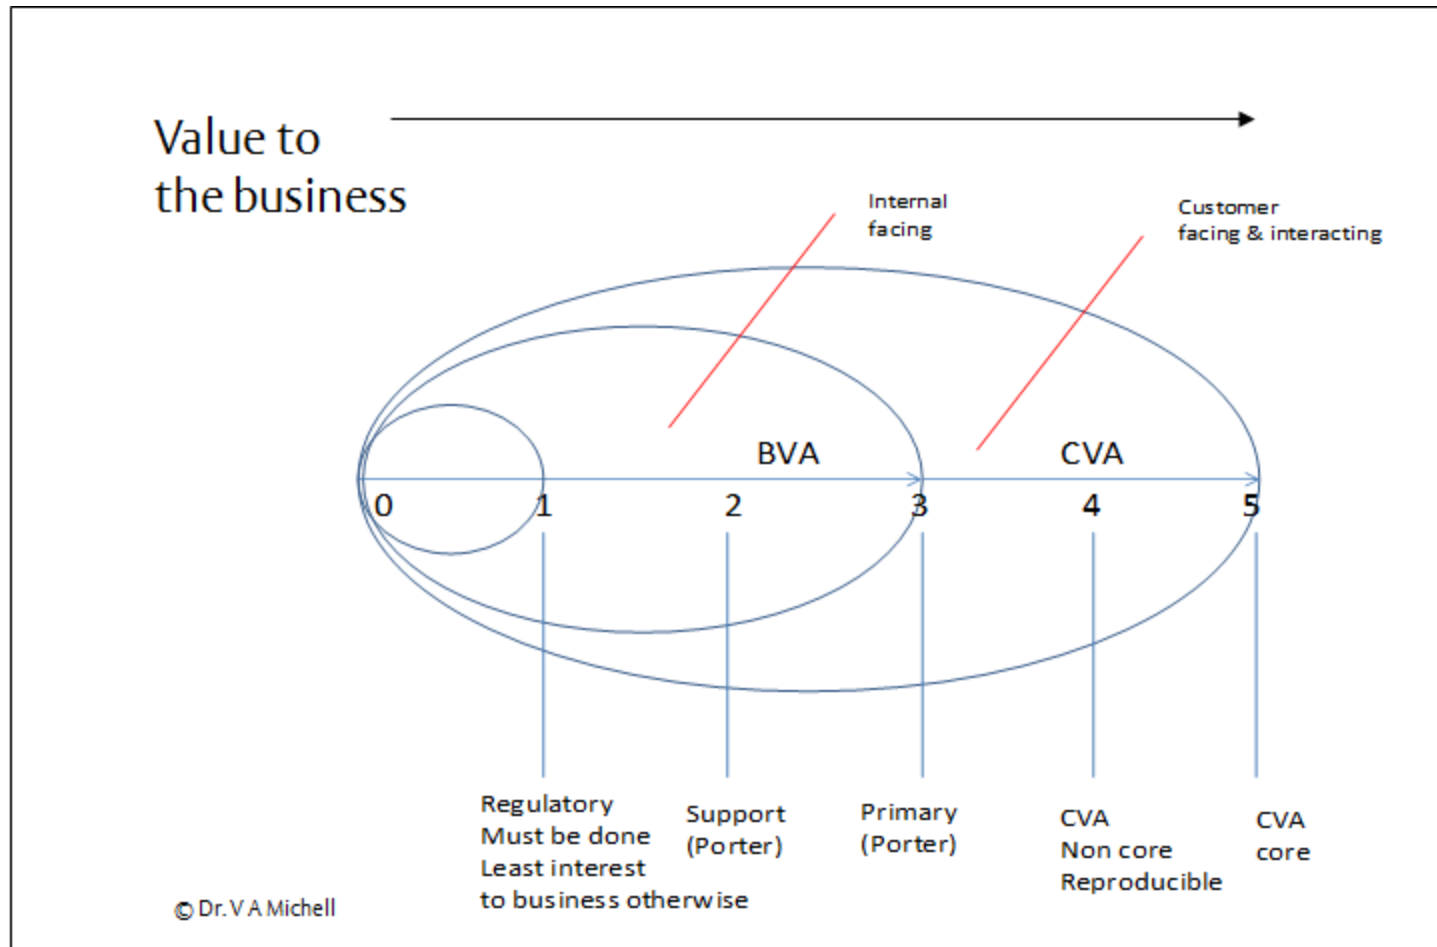 Value to
the business
Internal
facing
Customer
facing & interacting
BVA
CVA
0
1
2
3
4
5
Regulatory
Must be done
Least interest
to business otherwise
Support
(Porter)
Primary
(Porter)
CVA
Non core
Reproducible
CVA
core
© Dr. V A Michell